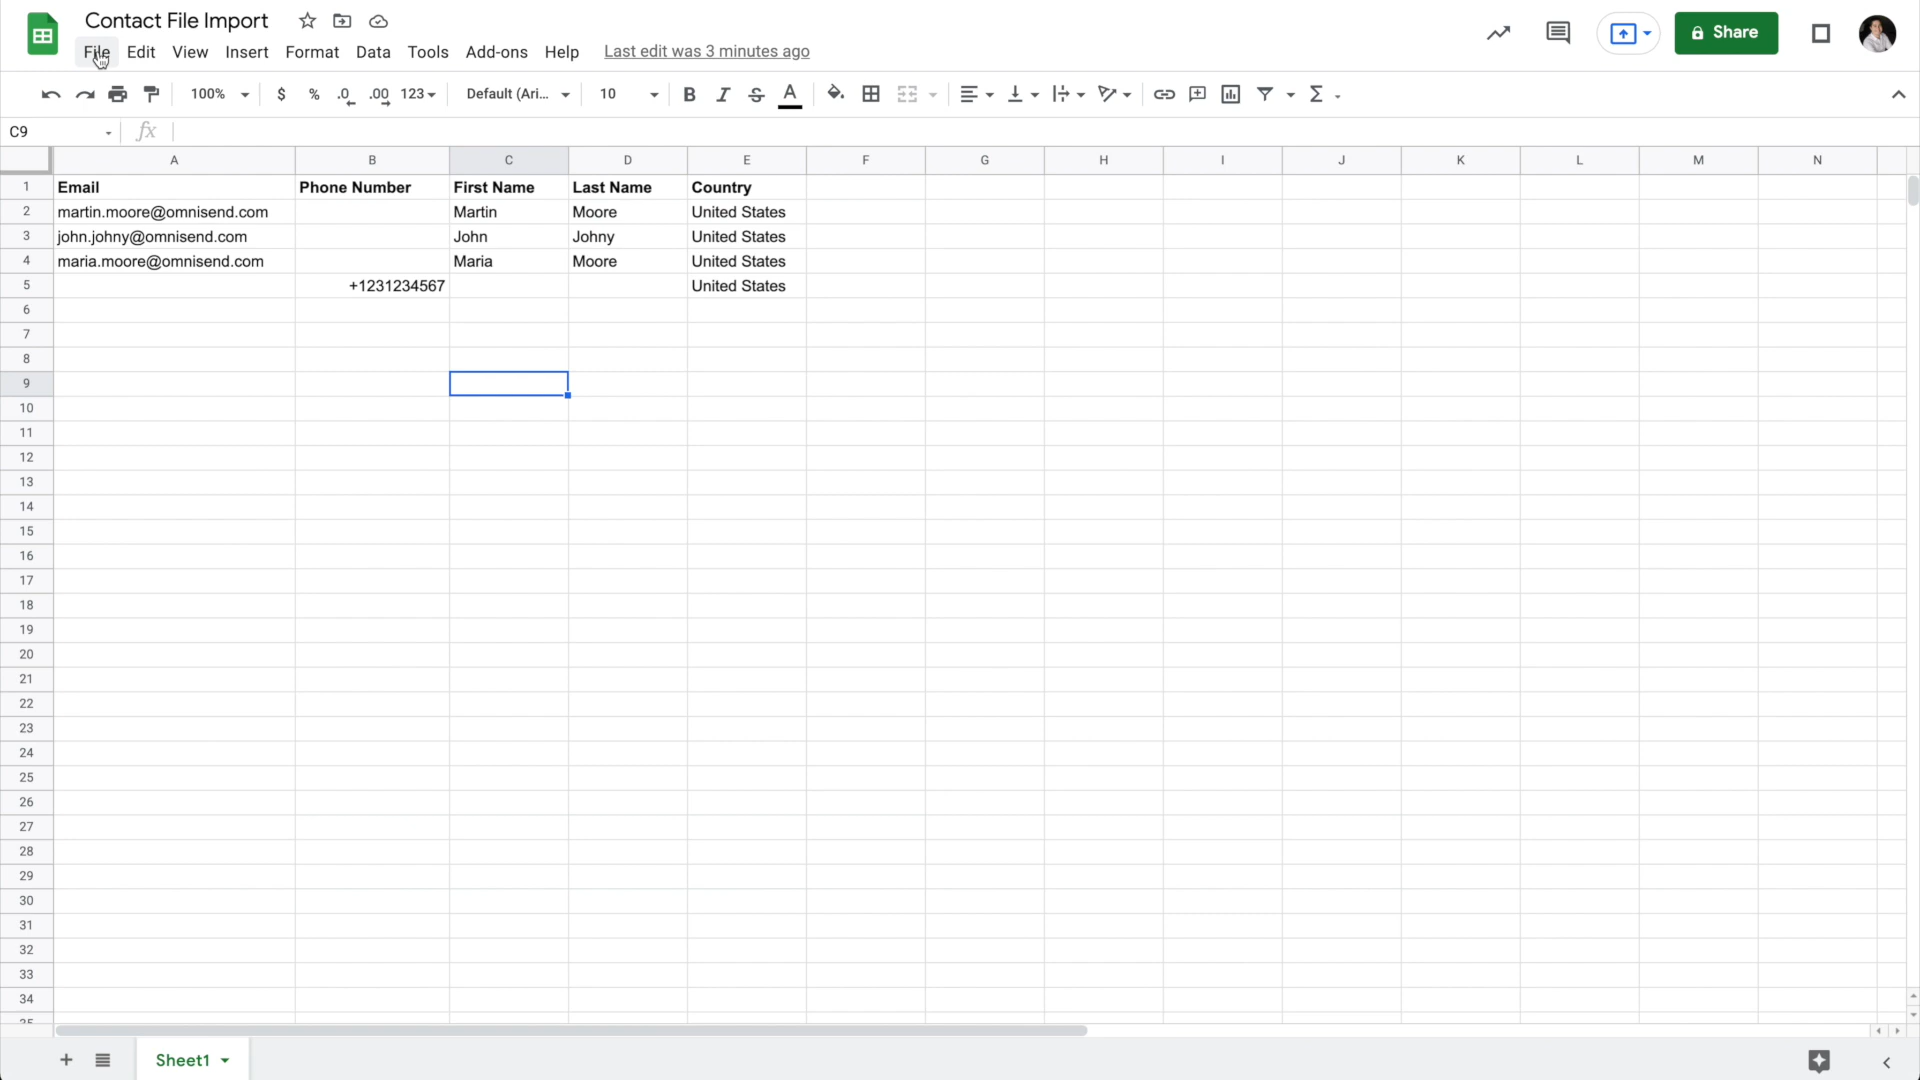 Contact File Import
File Edit View Insert Format Data Tools Add-ons Help Last edit was 3 minutes ago
Share
100% $ % .0 .00 123 Default (Ari... 10 B I S A Σ
C9 fx
A B C D E F G H I J K L M N
1 Email Phone Number First Name Last Name Country
2 martin.moore@omnisend.com Martin Moore United States
3 john.johny@omnisend.com John Johny United States
4 maria.moore@omnisend.com Maria Moore United States
5 +1231234567 United States
6
7
8
9
10
11
12
13
14
15
16
17
18
19
20
21
22
23
24
25
26
27
28
29
30
31
32
33
34
35
Sheet1